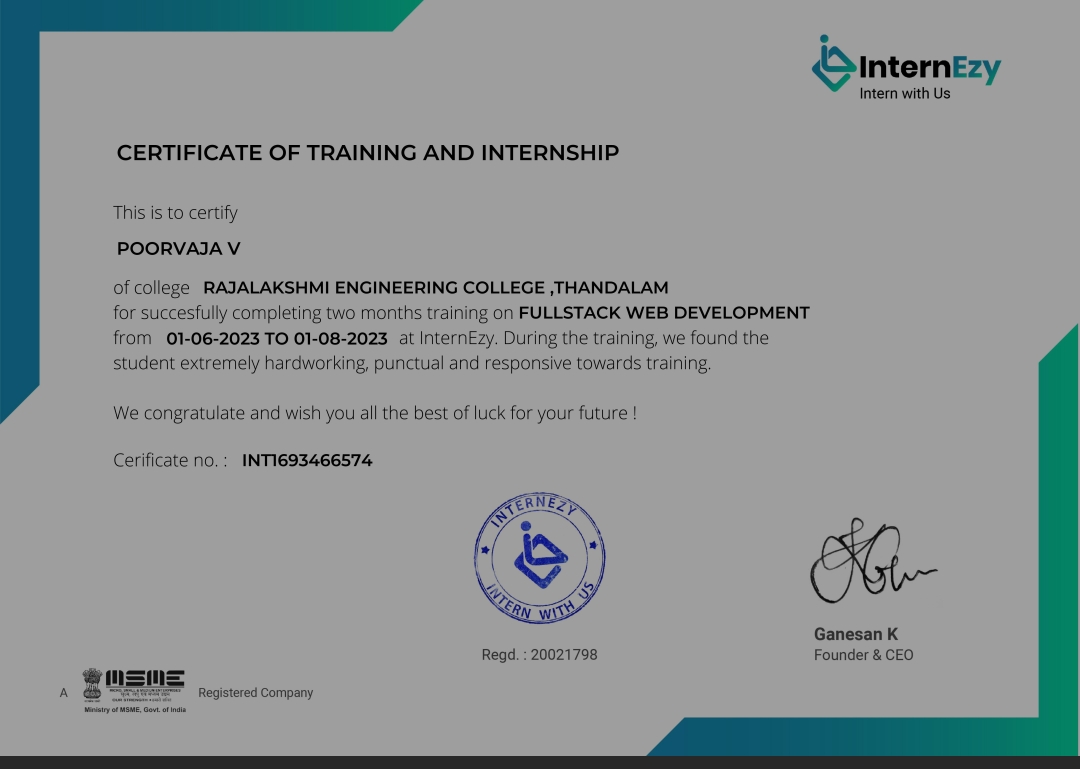 InternEzy
Intern with Us
CERTIFICATE OF TRAINING AND INTERNSHIP
This is to certify
POORVAJA V
of college RAJALAKSHMI ENGINEERING COLLEGE ,THANDALAM
for succesfully completing two months training on FULLSTACK WEB DEVELOPMENT
from 01-06-2023 TO 01-08-2023 at InternEzy. During the training, we found the
student extremely hardworking, punctual and responsive towards training.
We congratulate and wish you all the best of luck for your future !
Cerificate no. : INT1693466574
INTERNEZY
INTERN WITH US
Regd. : 20021798
Ganesan K
Founder & CEO
A
MSME
MICRO, SMALL & MEDIUM ENTERPRISES
Registered Company
Ministry of MSME, Govt. of India